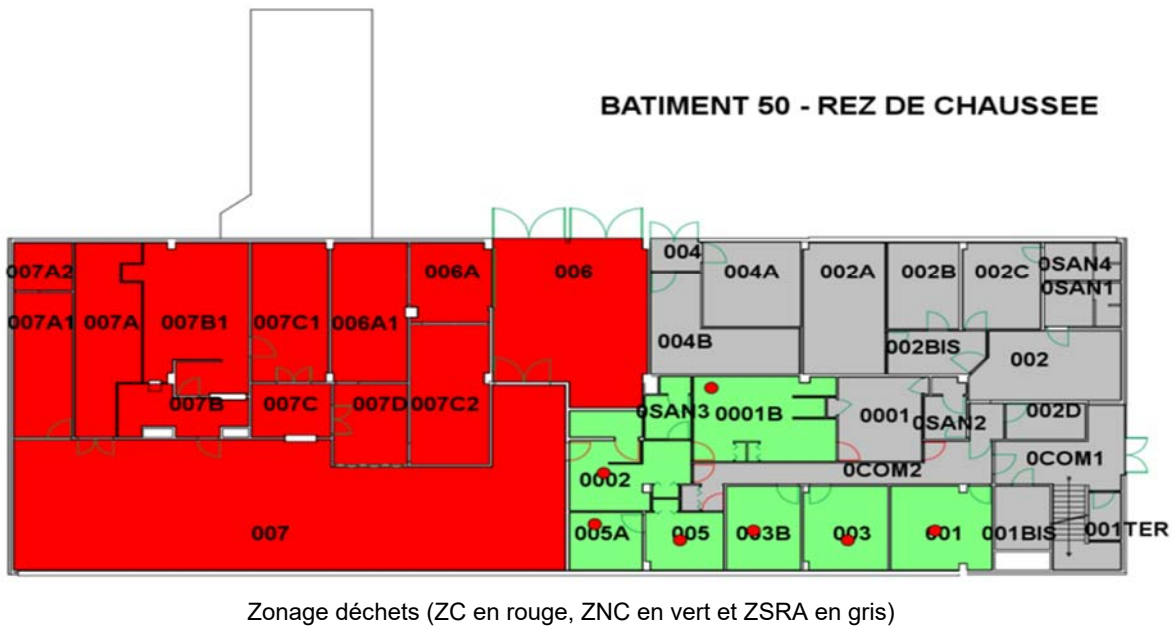 BATIMENT 50 - REZ DE CHAUSSEE
004
007A2
006A
006
004A
002A
002B
002C
0SAN4
0SAN1
007A1
007A
007B1
007C1
006A1
004B
002BIS
002
007B
007C
007D
007C2
0SAN3
0001B
0001
0SAN2
002D
0COM2
0COM1
0002
007
005A
005
003B
003
001
001BIS
001TER
Zonage déchets (ZC en rouge, ZNC en vert et ZSRA en gris)